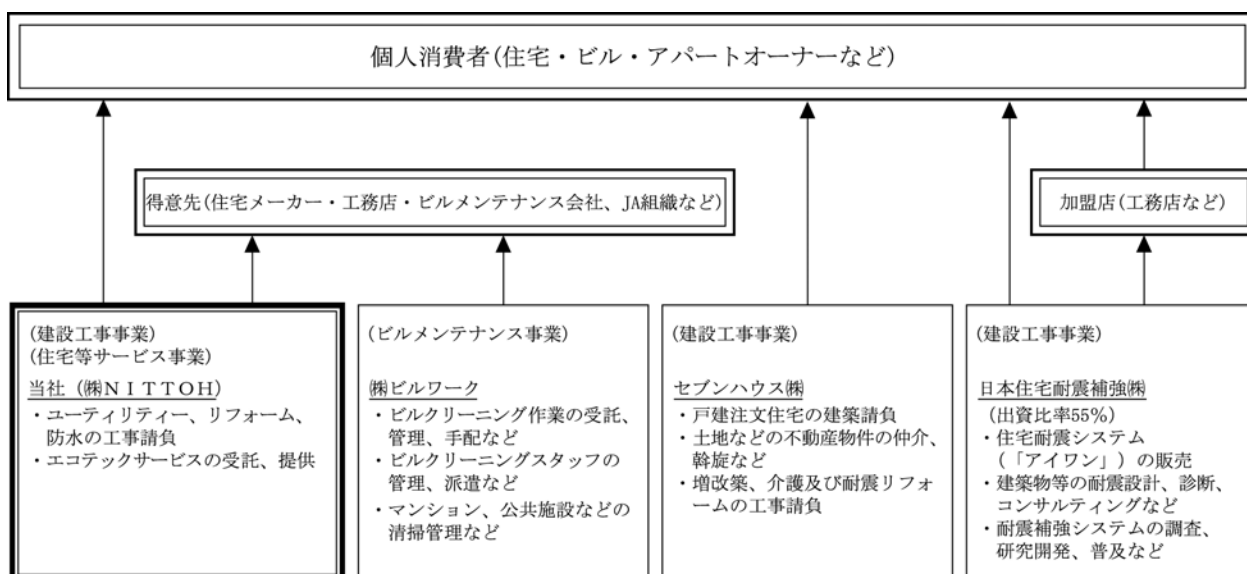 個人消費者(住宅・ビル・アパートオーナーなど)
得意先(住宅メーカー・工務店・ビルメンテナンス会社、JA組織など)
加盟店(工務店など)
(建設工事事業)
(住宅等サービス事業)
当社（㈱ＮＩＴＴＯＨ）
・ユーティリティー、リフォーム、
防水の工事請負
・エコテックサービスの受託、提供
(ビルメンテナンス事業)
㈱ビルワーク
・ビルクリーニング作業の受託、
管理、手配など
・ビルクリーニングスタッフの
管理、派遣など
・マンション、公共施設などの
清掃管理など
(建設工事事業)
セブンハウス㈱
・戸建注文住宅の建築請負
・土地などの不動産物件の仲介、
斡旋など
・増改築、介護及び耐震リフォ
ームの工事請負
(建設工事事業)
日本住宅耐震補強㈱
（出資比率55%）
・住宅耐震システム
（「アイワン」）の販売
・建築物等の耐震設計、診断、
コンサルティングなど
・耐震補強システムの調査、
研究開発、普及など